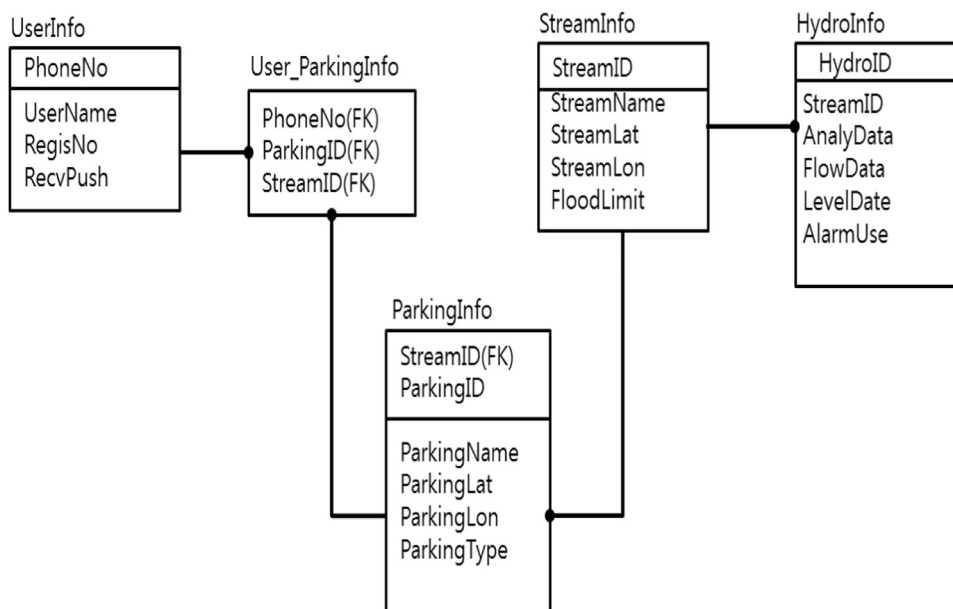 UserInfo
PhoneNo
UserName
RegisNo
RecvPush
User_ParkingInfo
PhoneNo(FK)
ParkingID(FK)
StreamID(FK)
StreamInfo
StreamID
StreamName
StreamLat
StreamLon
FloodLimit
HydroInfo
HydroID
StreamID
AnalyData
FlowData
LevelDate
AlarmUse
ParkingInfo
StreamID(FK)
ParkingID
ParkingName
ParkingLat
ParkingLon
ParkingType